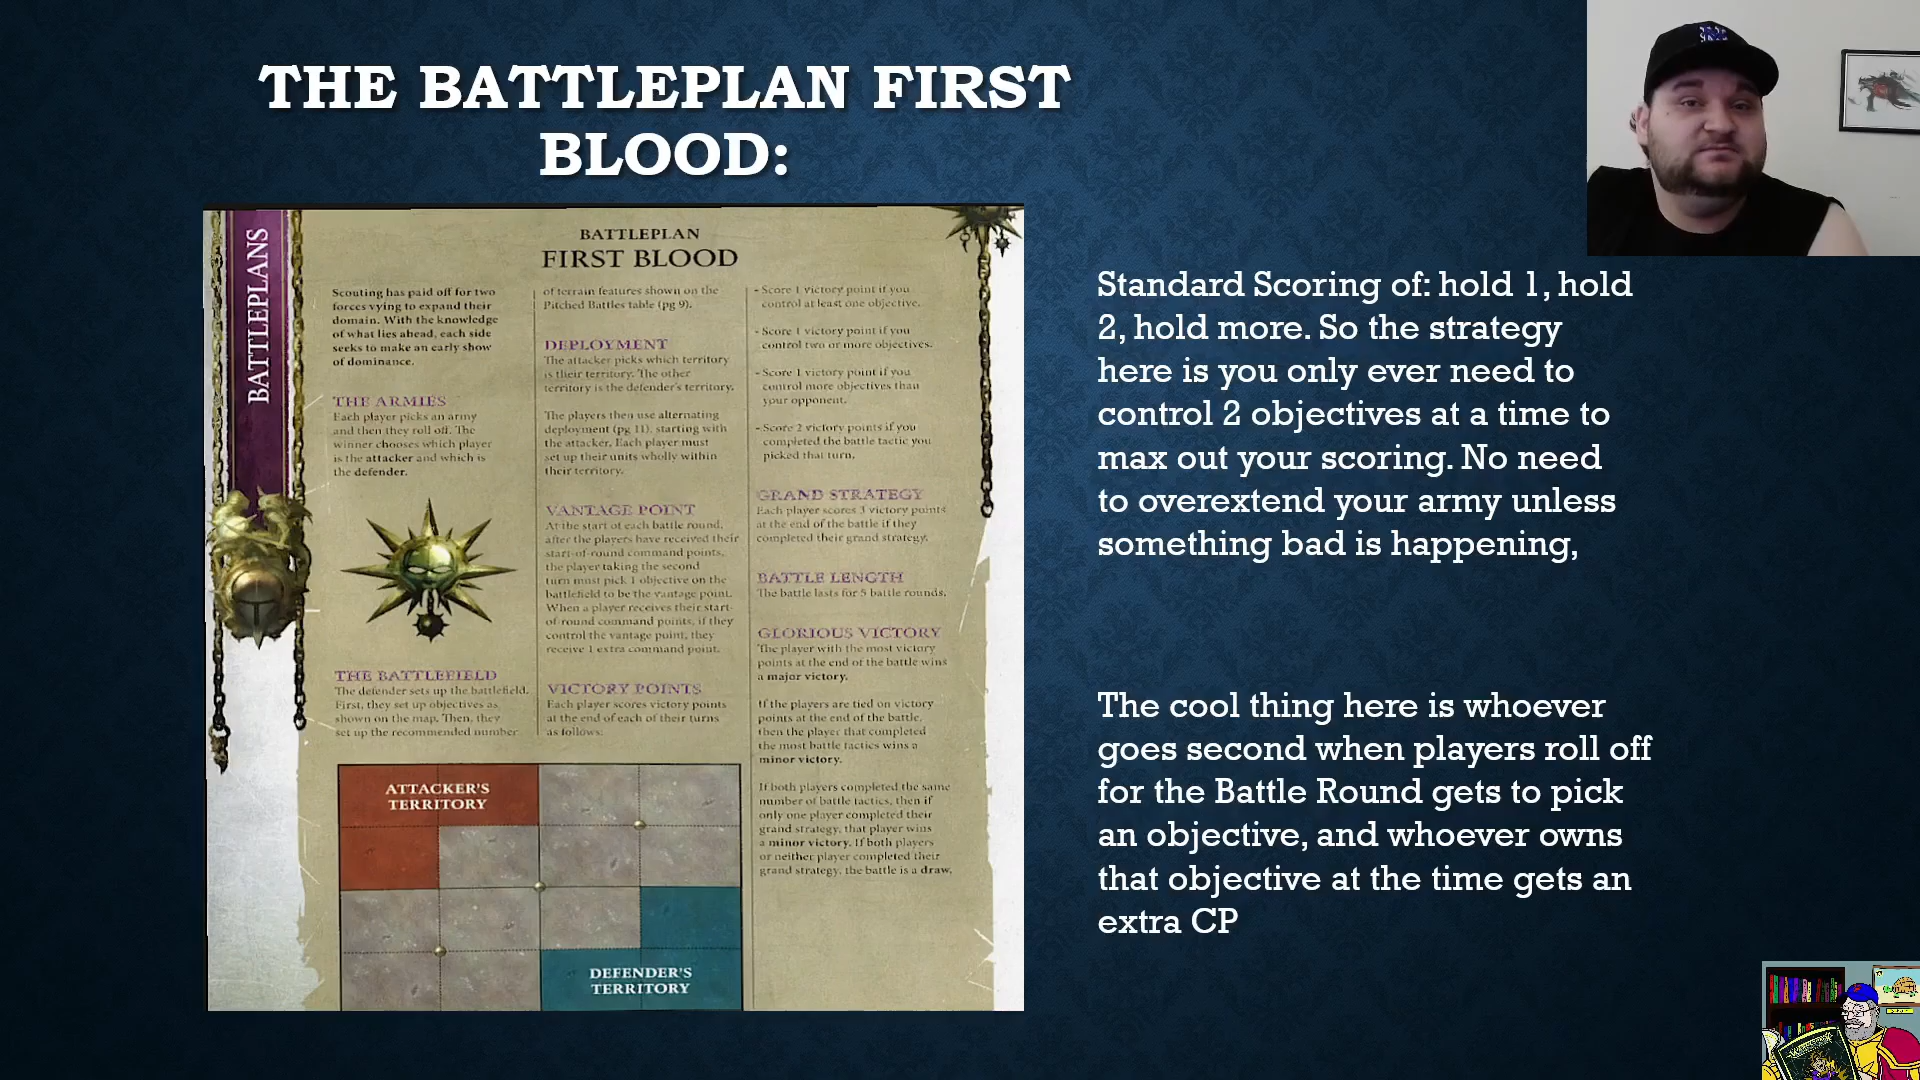 THE BATTLEPLAN FIRST
BLOOD:
BATTLEPLANS
BATTLEPLAN
FIRST BLOOD
Scouting has paid off for two
forces vying to expand their
domain. With the knowledge
of what lies ahead, each side
seeks to make an early show
of dominance.
THE ARMIES
Each player picks an army
and then they roll off. The
winner chooses which player
is the attacker and which is
the defender.
THE BATTLEFIELD
The defender sets up the battlefield.
First, they set up objectives as
shown on the map. Then, they
set up the recommended number
of terrain features shown on the
Pitched Battles table (pg 9).
DEPLOYMENT
The attacker picks which territory
is their territory. The other
territory is the defender's territory.
The players then use alternating
deployment (pg 11), starting with
the attacker. Each player must
set up their units wholly within
their territory.
VANTAGE POINT
At the start of each battle round,
after the players have received their
start-of-round command points,
the player taking the second
turn must pick 1 objective on the
battlefield to be the vantage point.
When a player receives their start-
of-round command points, if they
control the vantage point, they
receive 1 extra command point.
VICTORY POINTS
Each player scores victory points
at the end of each of their turns
as follows:
- Score 1 victory point if you
control at least one objective.
- Score 1 victory point if you
control two or more objectives.
- Score 1 victory point if you
control more objectives than
your opponent.
- Score 2 victory points if you
completed the battle tactic you
picked that turn.
GRAND STRATEGY
Each player scores 3 victory points
at the end of the battle if they
completed their grand strategy.
BATTLE LENGTH
The battle lasts for 5 battle rounds.
GLORIOUS VICTORY
The player with the most victory
points at the end of the battle wins
a major victory.
If the players are tied on victory
points at the end of the battle,
then the player that completed
the most battle tactics wins a
minor victory.
If both players completed the same
number of battle tactics, then if
only one player completed their
grand strategy, that player wins
a minor victory. If both players
or neither player completed their
grand strategy, the battle is a draw.
ATTACKER'S
TERRITORY
DEFENDER'S
TERRITORY
Standard Scoring of: hold 1, hold
2, hold more. So the strategy
here is you only ever need to
control 2 objectives at a time to
max out your scoring. No need
to overextend your army unless
something bad is happening,
The cool thing here is whoever
goes second when players roll off
for the Battle Round gets to pick
an objective, and whoever owns
that objective at the time gets an
extra CP